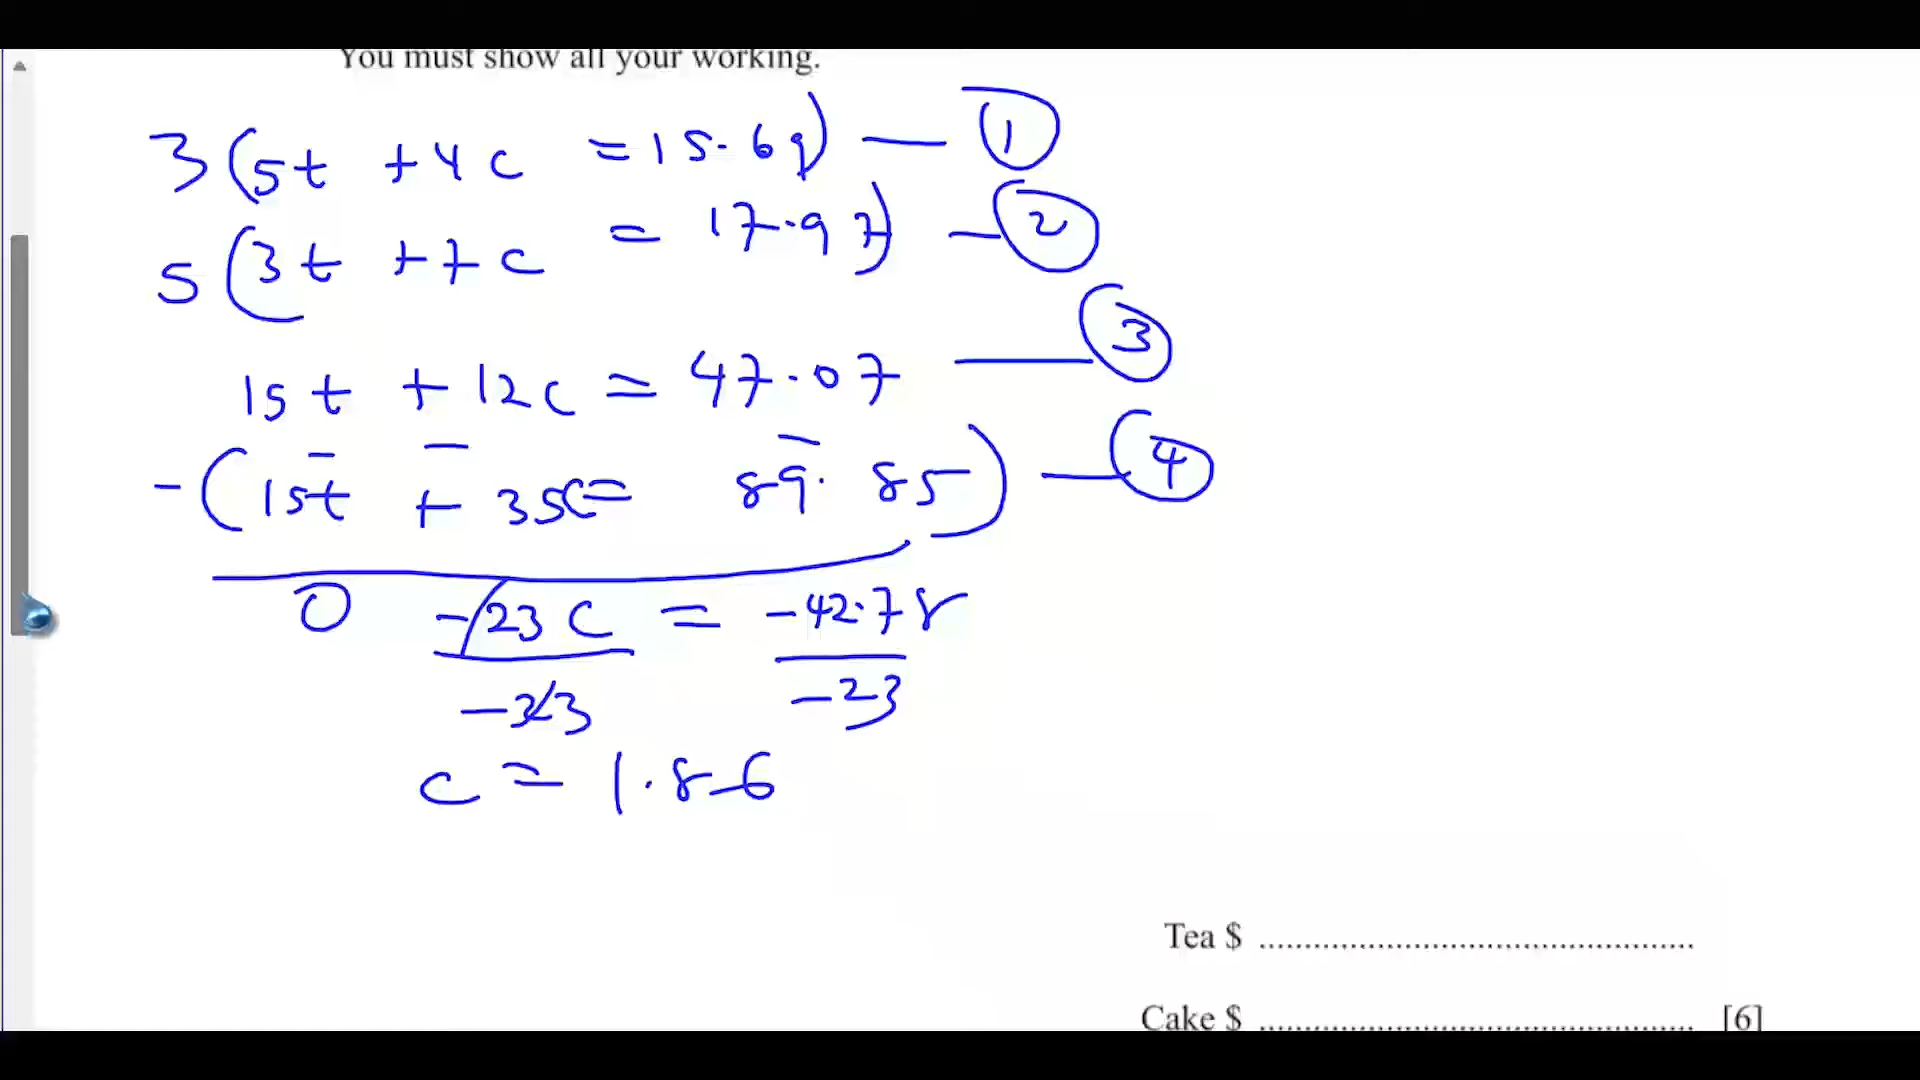 You must show all your working.
3(5t + 4c = 15.69) — ①
5(3t + 7c = 17.97) — ②
15t + 12c = 47.07 — ③
-(15t + 35c = 89.85) — ④
0 -23c = -42.78
-23 -23
c = 1.86
Tea $ ................................................
Cake $ ................................................ [6]